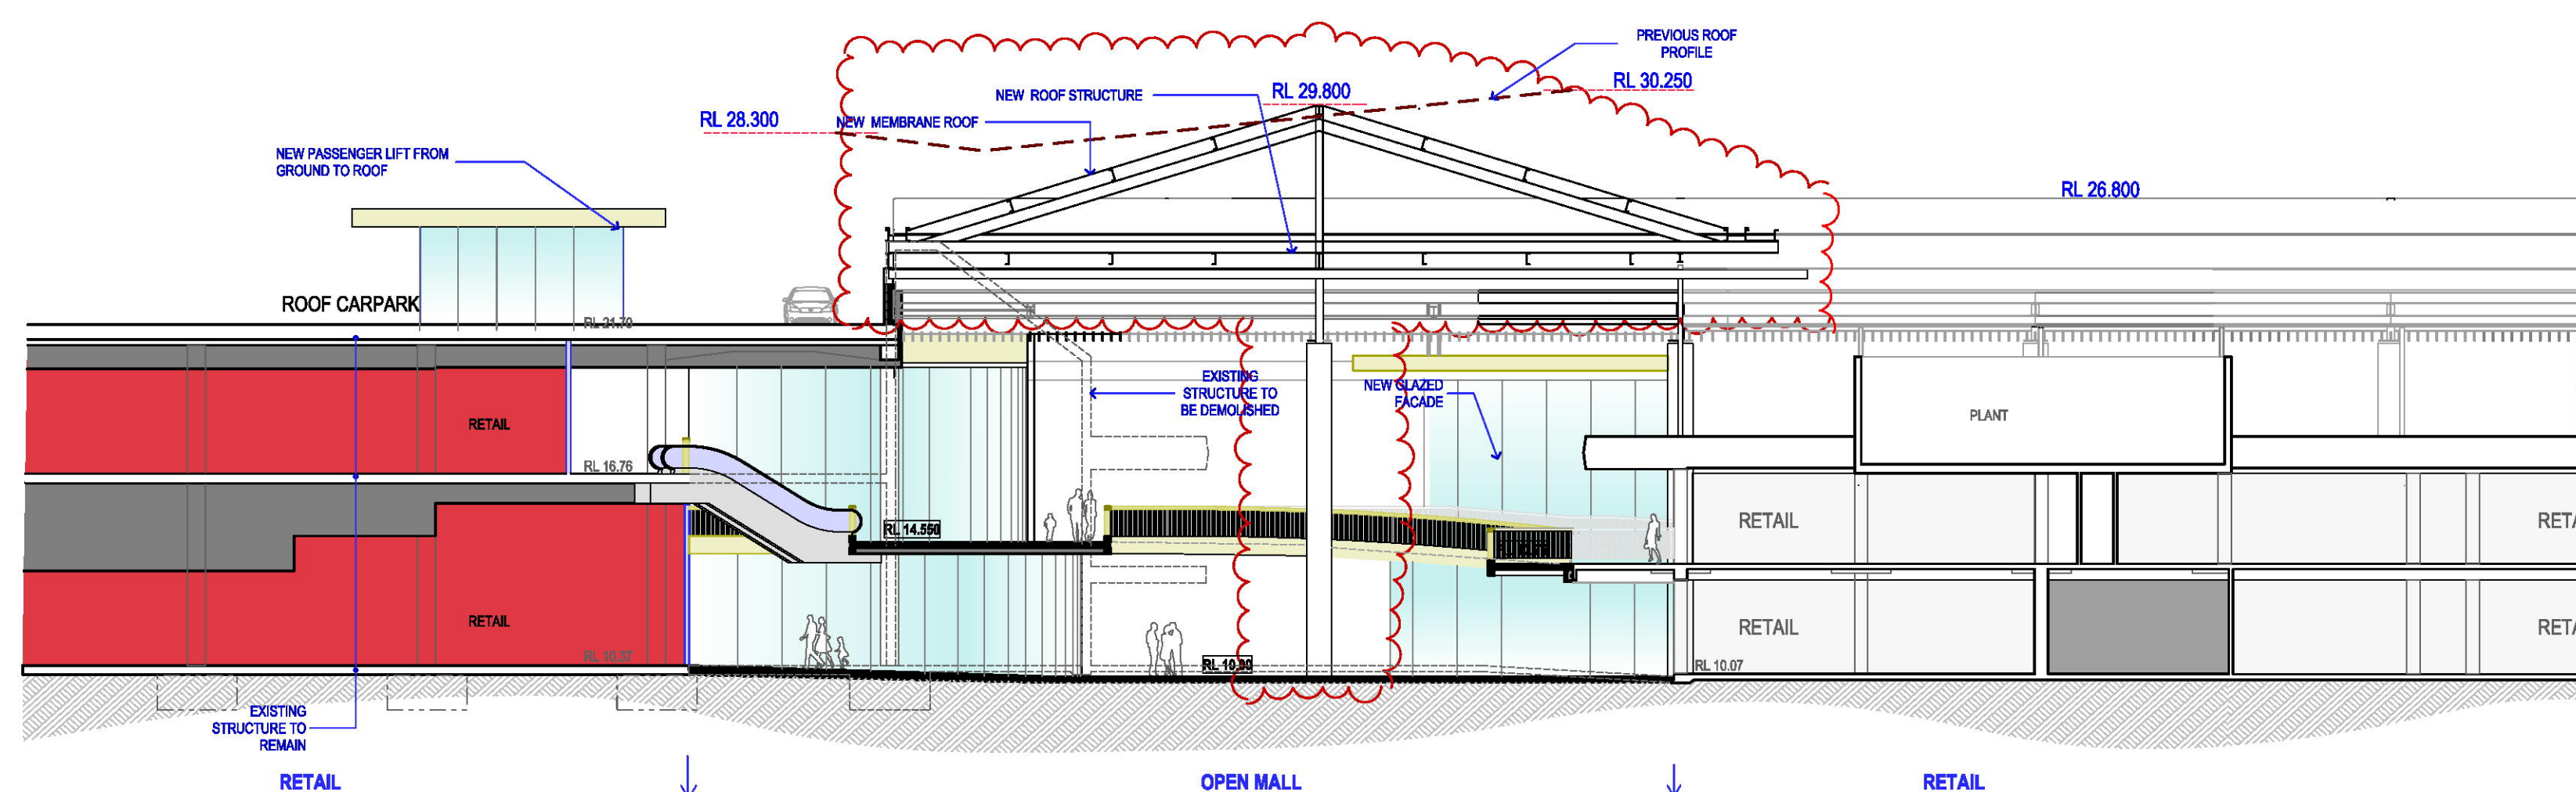 PREVIOUS ROOF
PROFILE
RL 30.250
RL 29.800
NEW ROOF STRUCTURE
RL 28.300
NEW MEMBRANE ROOF
NEW PASSENGER LIFT FROM
GROUND TO ROOF
RL 26.800
ROOF CARPARK
RL 21.70
EXISTING
STRUCTURE TO
BE DEMOLISHED
NEW GLAZED
FACADE
RETAIL
PLANT
RL 16.76
RL 14.550
RETAIL
RETAIL
RETAIL
RL 10.37
RL 10.00
RL 10.07
EXISTING
STRUCTURE TO
REMAIN
RETAIL
OPEN MALL
RETAIL